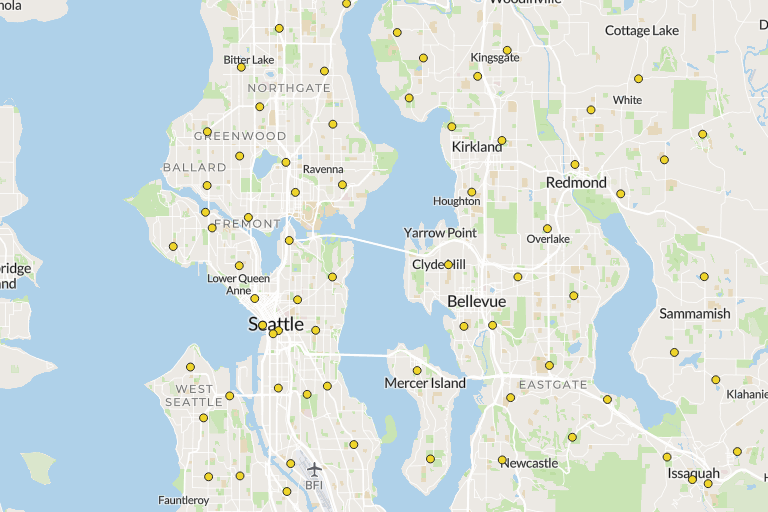 Woodinville
nola
Cottage Lake
Bitter Lake
Kingsgate
NORTHGATE
White
GREENWOOD
Kirkland
BALLARD
Ravenna
Redmond
Houghton
FREMONT
Yarrow Point
Overlake
Clyde Hill
ridge
nd
Lower Queen
Anne
Bellevue
Sammamish
Seattle
Mercer Island
EASTGATE
WEST
SEATTLE
Klahanie
Newcastle
Issaquah
BFI
Fauntleroy